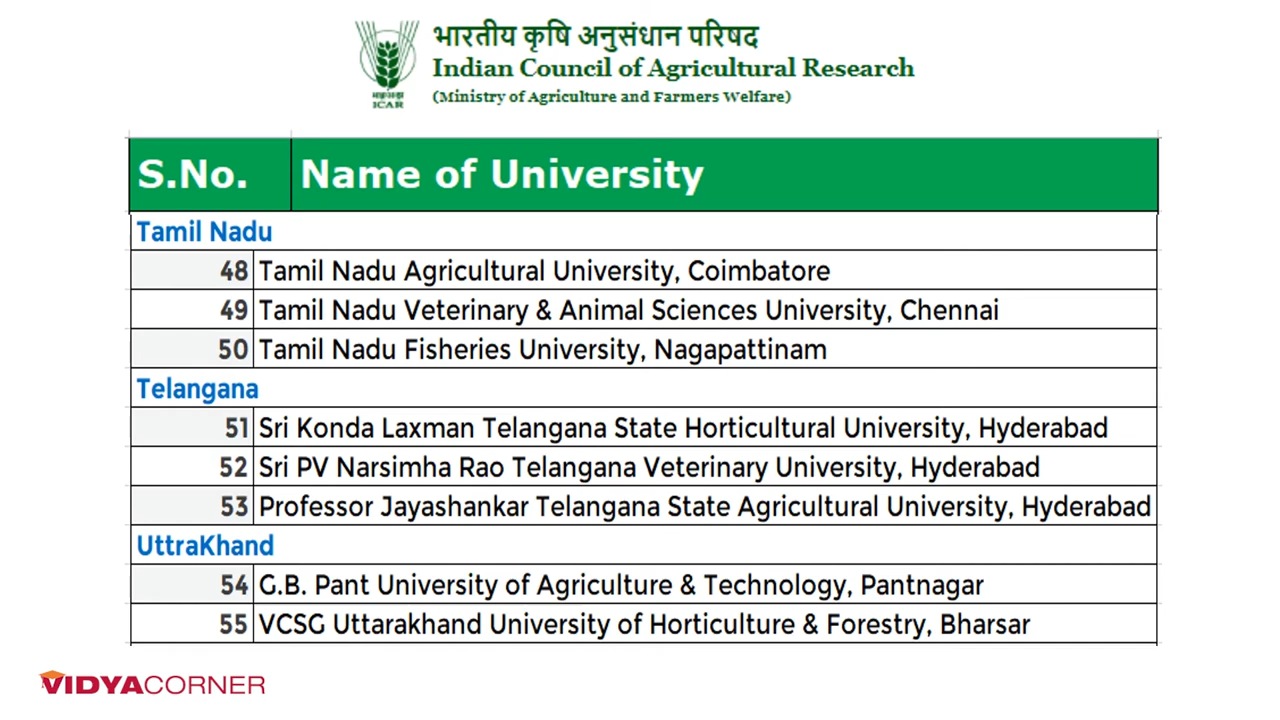 भारतीय कृषि अनुसंधान परिषद
Indian Council of Agricultural Research
(Ministry of Agriculture and Farmers Welfare)
ICAR
S.No. Name of University
Tamil Nadu
48 Tamil Nadu Agricultural University, Coimbatore
49 Tamil Nadu Veterinary & Animal Sciences University, Chennai
50 Tamil Nadu Fisheries University, Nagapattinam
Telangana
51 Sri Konda Laxman Telangana State Horticultural University, Hyderabad
52 Sri PV Narsimha Rao Telangana Veterinary University, Hyderabad
53 Professor Jayashankar Telangana State Agricultural University, Hyderabad
UttraKhand
54 G.B. Pant University of Agriculture & Technology, Pantnagar
55 VCSG Uttarakhand University of Horticulture & Forestry, Bharsar
VIDYACORNER